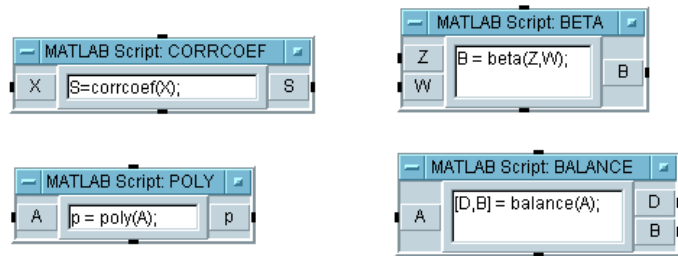 MATLAB Script: CORRCOEF
X
S=corrcoef(X);
S
MATLAB Script: BETA
Z
W
B = beta(Z,W);
B
MATLAB Script: POLY
A
p = poly(A);
p
MATLAB Script: BALANCE
A
[D,B] = balance(A);
D
B